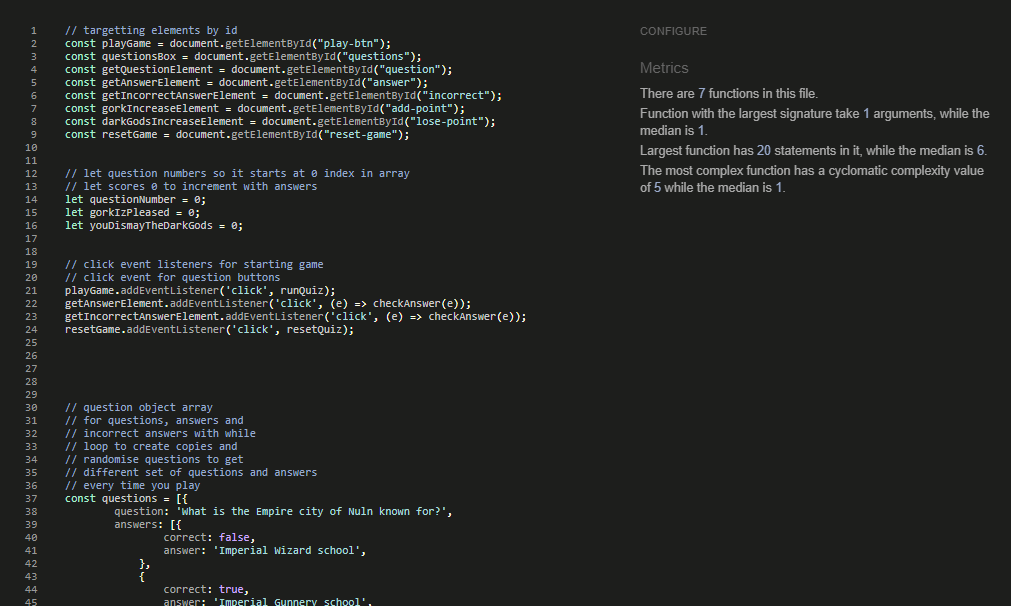 1 // targetting elements by id
2 const playGame = document.getElementById("play-btn");
3 const questionsBox = document.getElementById("questions");
4 const getQuestionElement = document.getElementById("question");
5 const getAnswerElement = document.getElementById("answer");
6 const getIncorrectAnswerElement = document.getElementById("incorrect");
7 const gorkIncreaseElement = document.getElementById("add-point");
8 const darkGodsIncreaseElement = document.getElementById("lose-point");
9 const resetGame = document.getElementById("reset-game");
10
11
12 // let question numbers so it starts at 0 index in array
13 // let scores 0 to increment with answers
14 let questionNumber = 0;
15 let gorkIzPleased = 0;
16 let youDismayTheDarkGods = 0;
17
18
19 // click event listeners for starting game
20 // click event for question buttons
21 playGame.addEventListener('click', runQuiz);
22 getAnswerElement.addEventListener('click', (e) => checkAnswer(e));
23 getIncorrectAnswerElement.addEventListener('click', (e) => checkAnswer(e));
24 resetGame.addEventListener('click', resetQuiz);
25
26
27
28
29
30 // question object array
31 // for questions, answers and
32 // incorrect answers with while
33 // loop to create copies and
34 // randomise questions to get
35 // different set of questions and answers
36 // every time you play
37 const questions = [{
38 question: 'What is the Empire city of Nuln known for?',
39 answers: [{
40 correct: false,
41 answer: 'Imperial Wizard school',
42 },
43 {
44 correct: true,
45 answer: 'Imperial Gunnery school',
CONFIGURE
Metrics
There are 7 functions in this file.
Function with the largest signature take 1 arguments, while the
median is 1.
Largest function has 20 statements in it, while the median is 6.
The most complex function has a cyclomatic complexity value
of 5 while the median is 1.